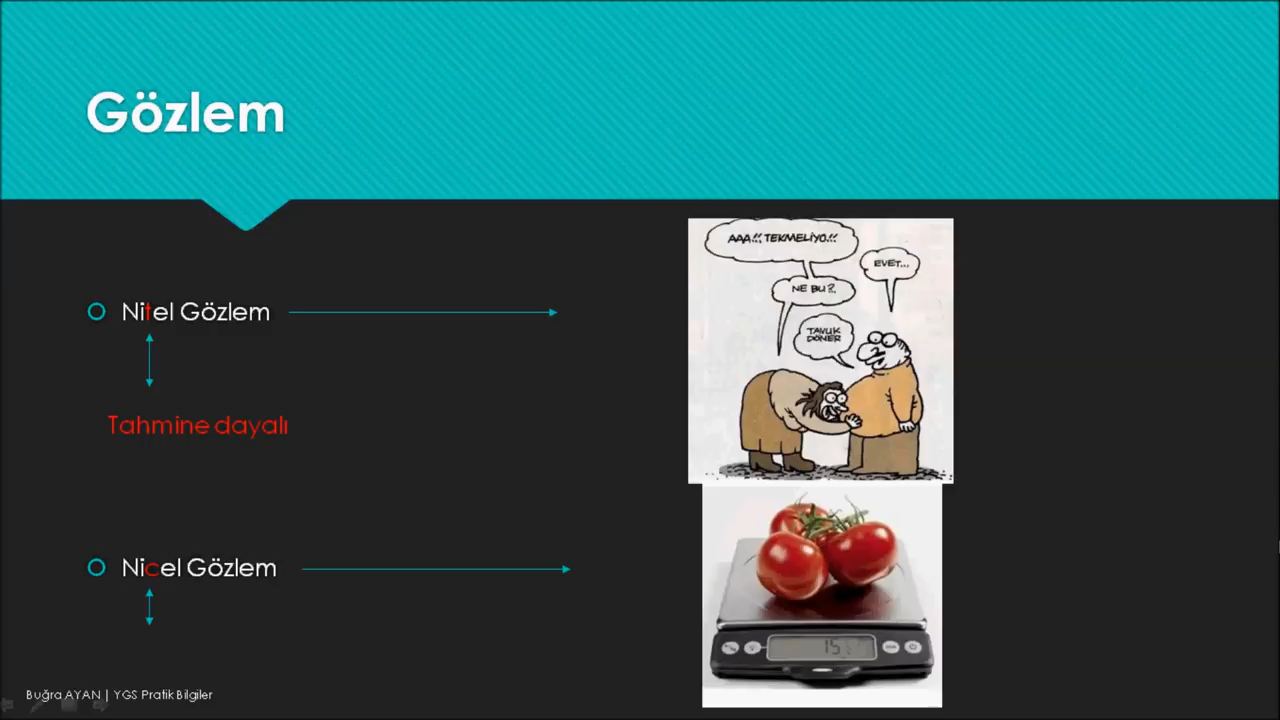 Gözlem
Nitel Gözlem
Tahmine dayalı
Nicel Gözlem
AAA!!, TEKMELİYO!!
EVET...
NE BU?
TAVUK
DÖNER
15
Buğra AYAN | YGS Pratik Bilgiler